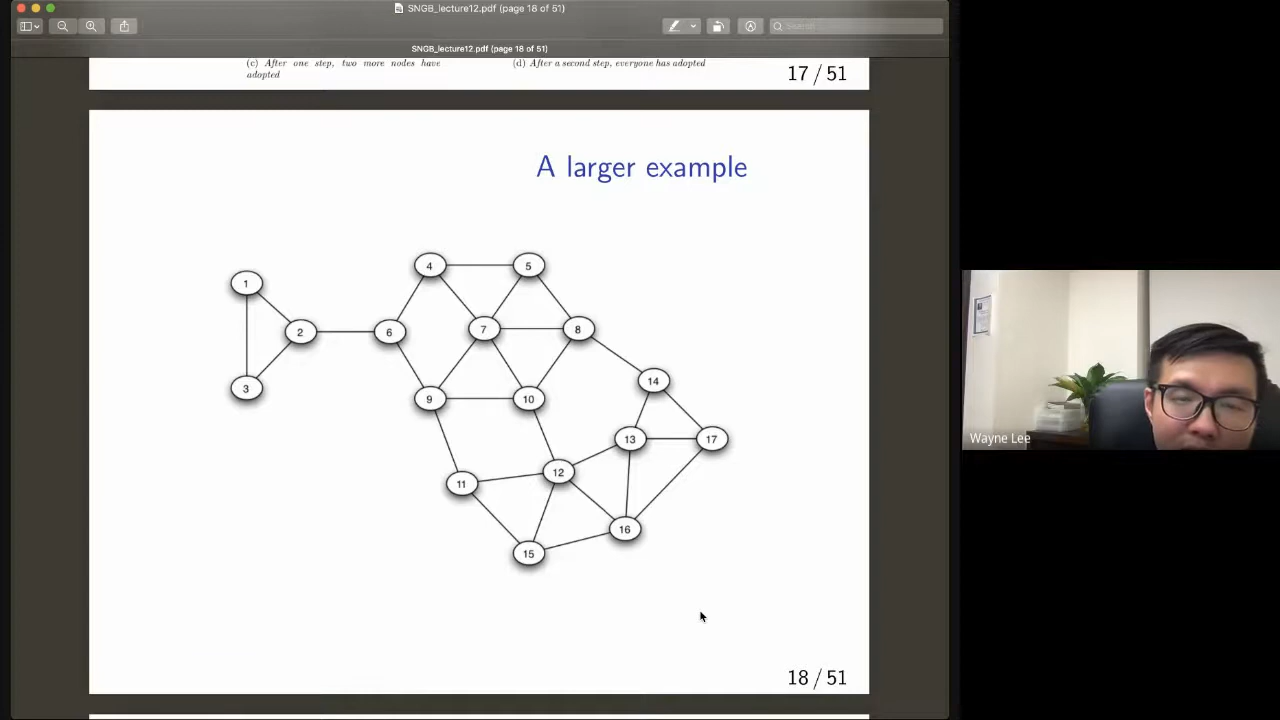 SNGB_lecture12.pdf (page 18 of 51)
Search
SNGB_lecture12.pdf (page 18 of 51)
(c) After one step, two more nodes have
adopted
(d) After a second step, everyone has adopted
17 / 51
A larger example
4
5
1
2
6
7
8
3
9
10
14
13
17
12
11
16
15
18 / 51
Wayne Lee